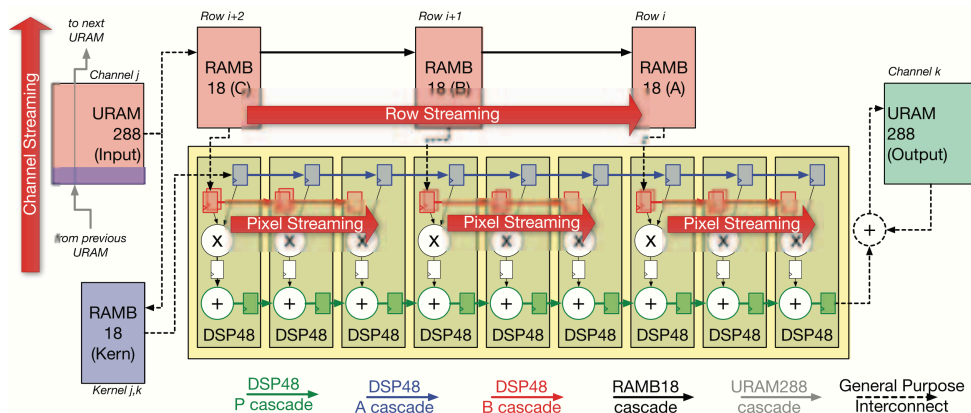 to next
URAM
Row i+2
Row i+1
Row i
Channel j
Channel k
Channel Streaming
URAM
288
(Input)
RAMB
18 (C)
RAMB
18 (B)
RAMB
18 (A)
URAM
288
(Output)
Row Streaming
from previous
URAM
Pixel Streaming
Pixel Streaming
Pixel Streaming
X
X
X
X
X
X
X
X
X
+
+
+
+
+
+
+
+
+
+
RAMB
18
(Kern)
Kernel j,k
DSP48
DSP48
DSP48
DSP48
DSP48
DSP48
DSP48
DSP48
DSP48
DSP48
P cascade
DSP48
A cascade
DSP48
B cascade
RAMB18
cascade
URAM288
cascade
General Purpose
Interconnect